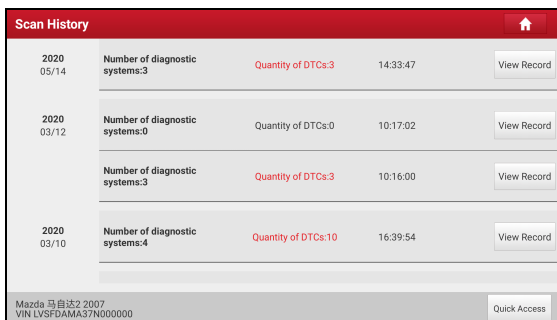 Scan History
2020
05/14
Number of diagnostic
systems:3
Quantity of DTCs:3
14:33:47
View Record
2020
03/12
Number of diagnostic
systems:0
Quantity of DTCs:0
10:17:02
View Record
Number of diagnostic
systems:3
Quantity of DTCs:3
10:16:00
View Record
2020
03/10
Number of diagnostic
systems:4
Quantity of DTCs:10
16:39:54
View Record
Mazda 马自达2 2007
VIN LVSFDAMA37N000000
Quick Access